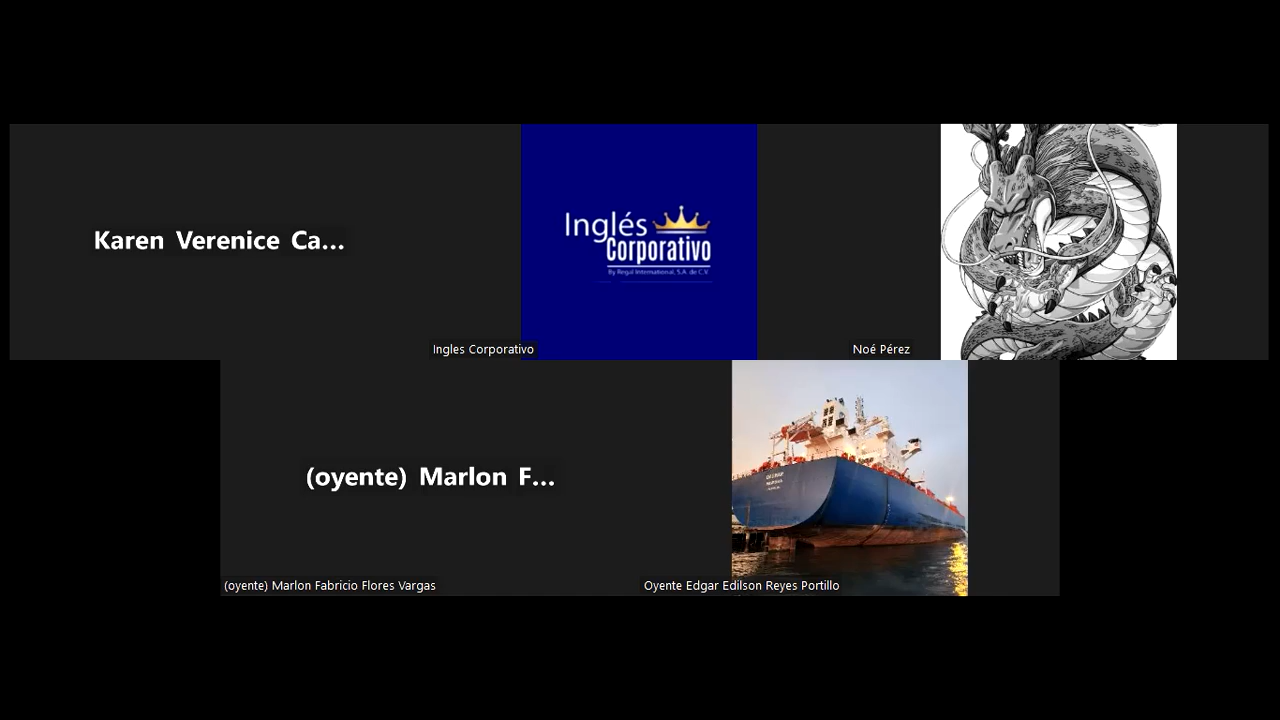 Karen Verenice Ca...
Inglés
Corporativo
By Regal International, S.A. de C.V.
Ingles Corporativo
Noé Pérez
(oyente) Marlon F...
(oyente) Marlon Fabricio Flores Vargas
Oyente Edgar Edilson Reyes Portillo